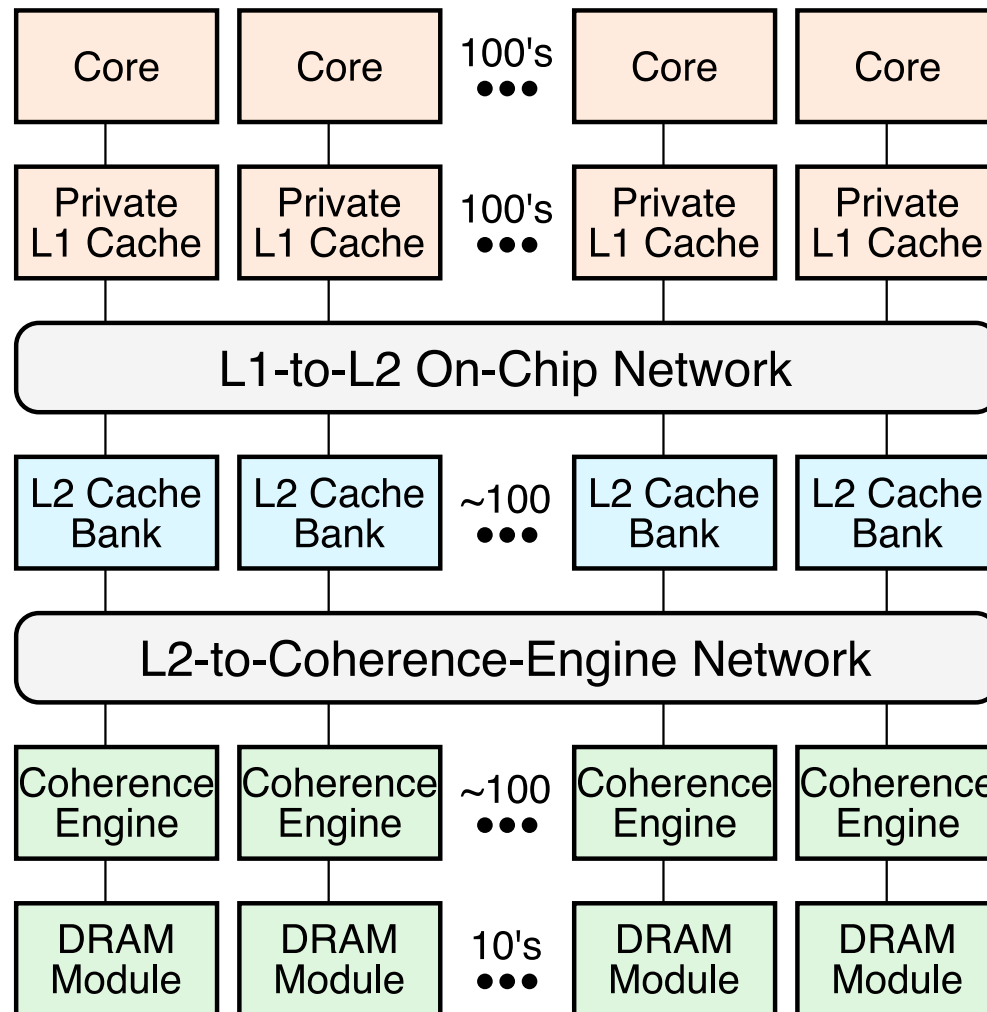 Core Core 100's Core Core
●●●
Private Private 100's Private Private
L1 Cache L1 Cache ●●● L1 Cache L1 Cache
L1-to-L2 On-Chip Network
L2 Cache L2 Cache ~100 L2 Cache L2 Cache
Bank Bank ●●● Bank Bank
L2-to-Coherence-Engine Network
Coherence Coherence ~100 Coherence Coherence
Engine Engine ●●● Engine Engine
DRAM DRAM 10's DRAM DRAM
Module Module ●●● Module Module